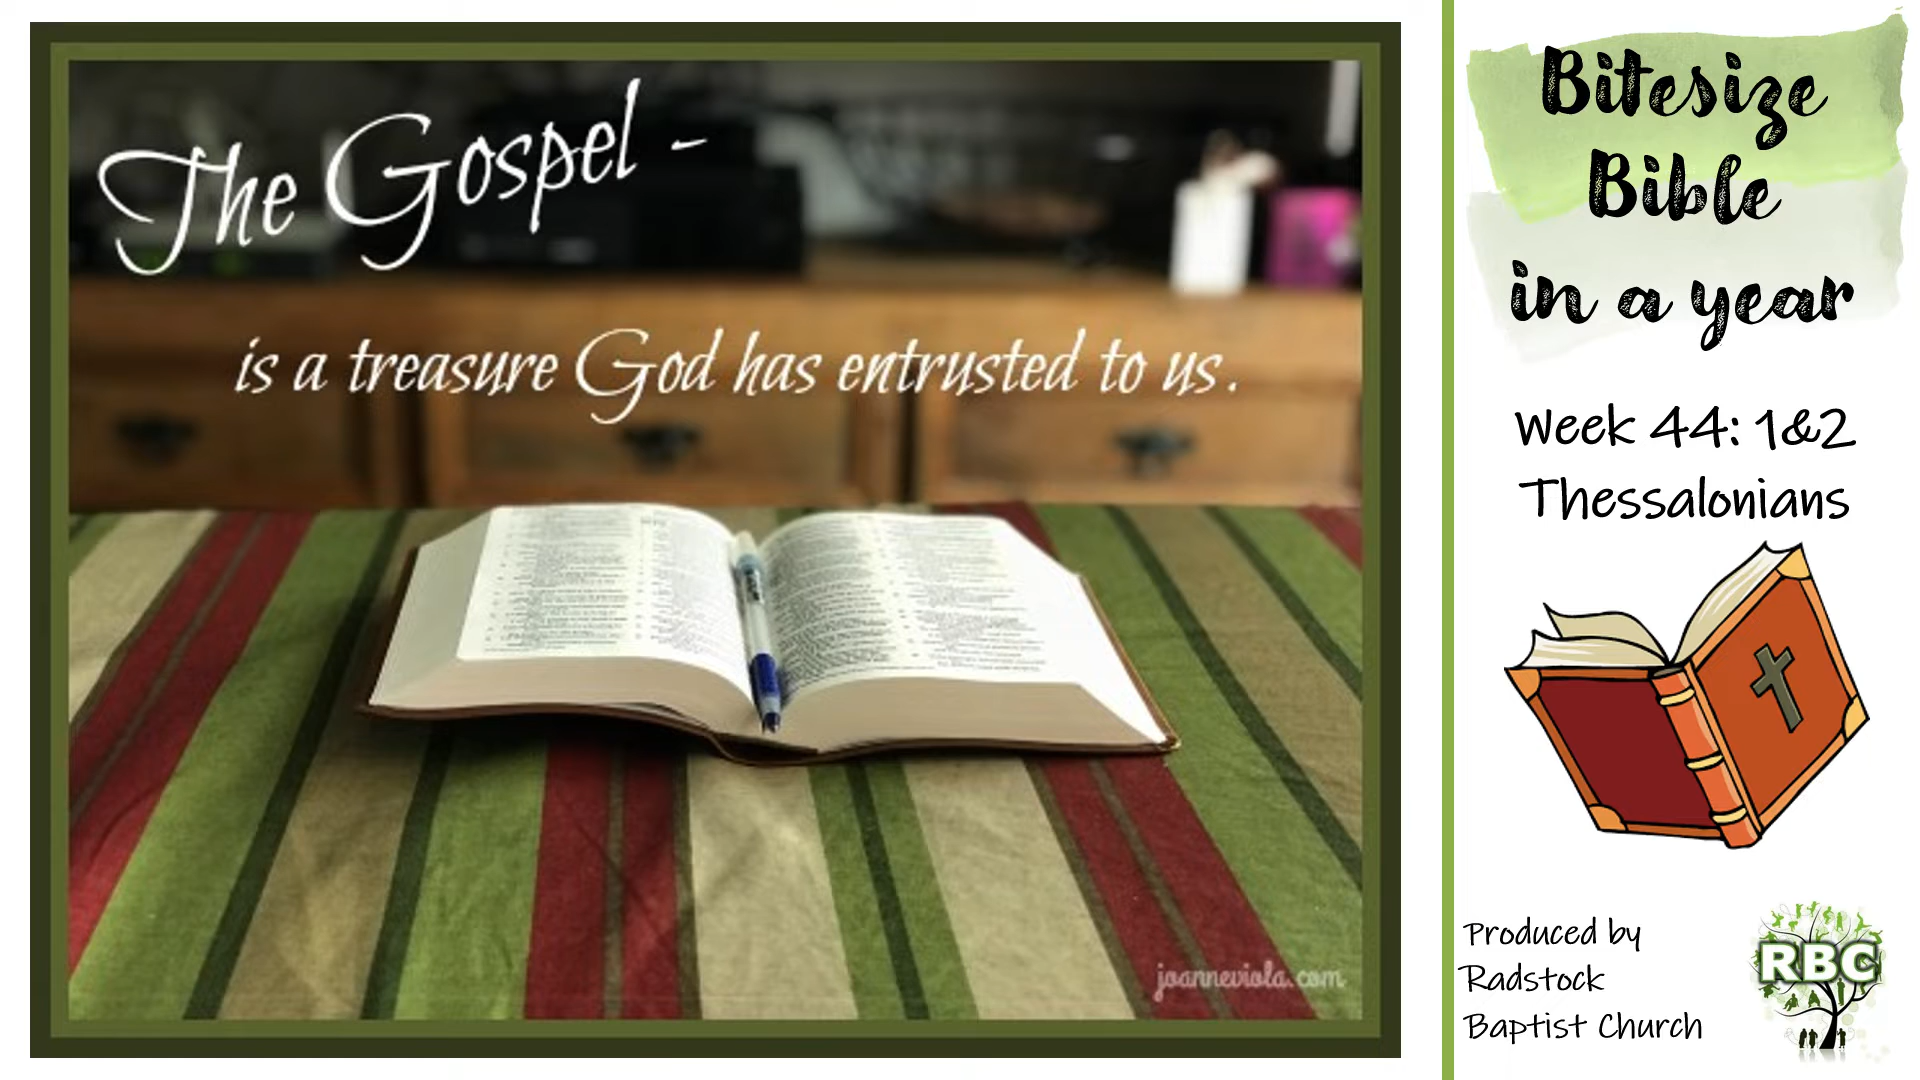 The Gospel -
is a treasure God has entrusted to us.
joanneviola.com
Bitesize
Bible
in a year
Week 44: 1&2
Thessalonians
Produced by
Radstock
Baptist Church
RBC